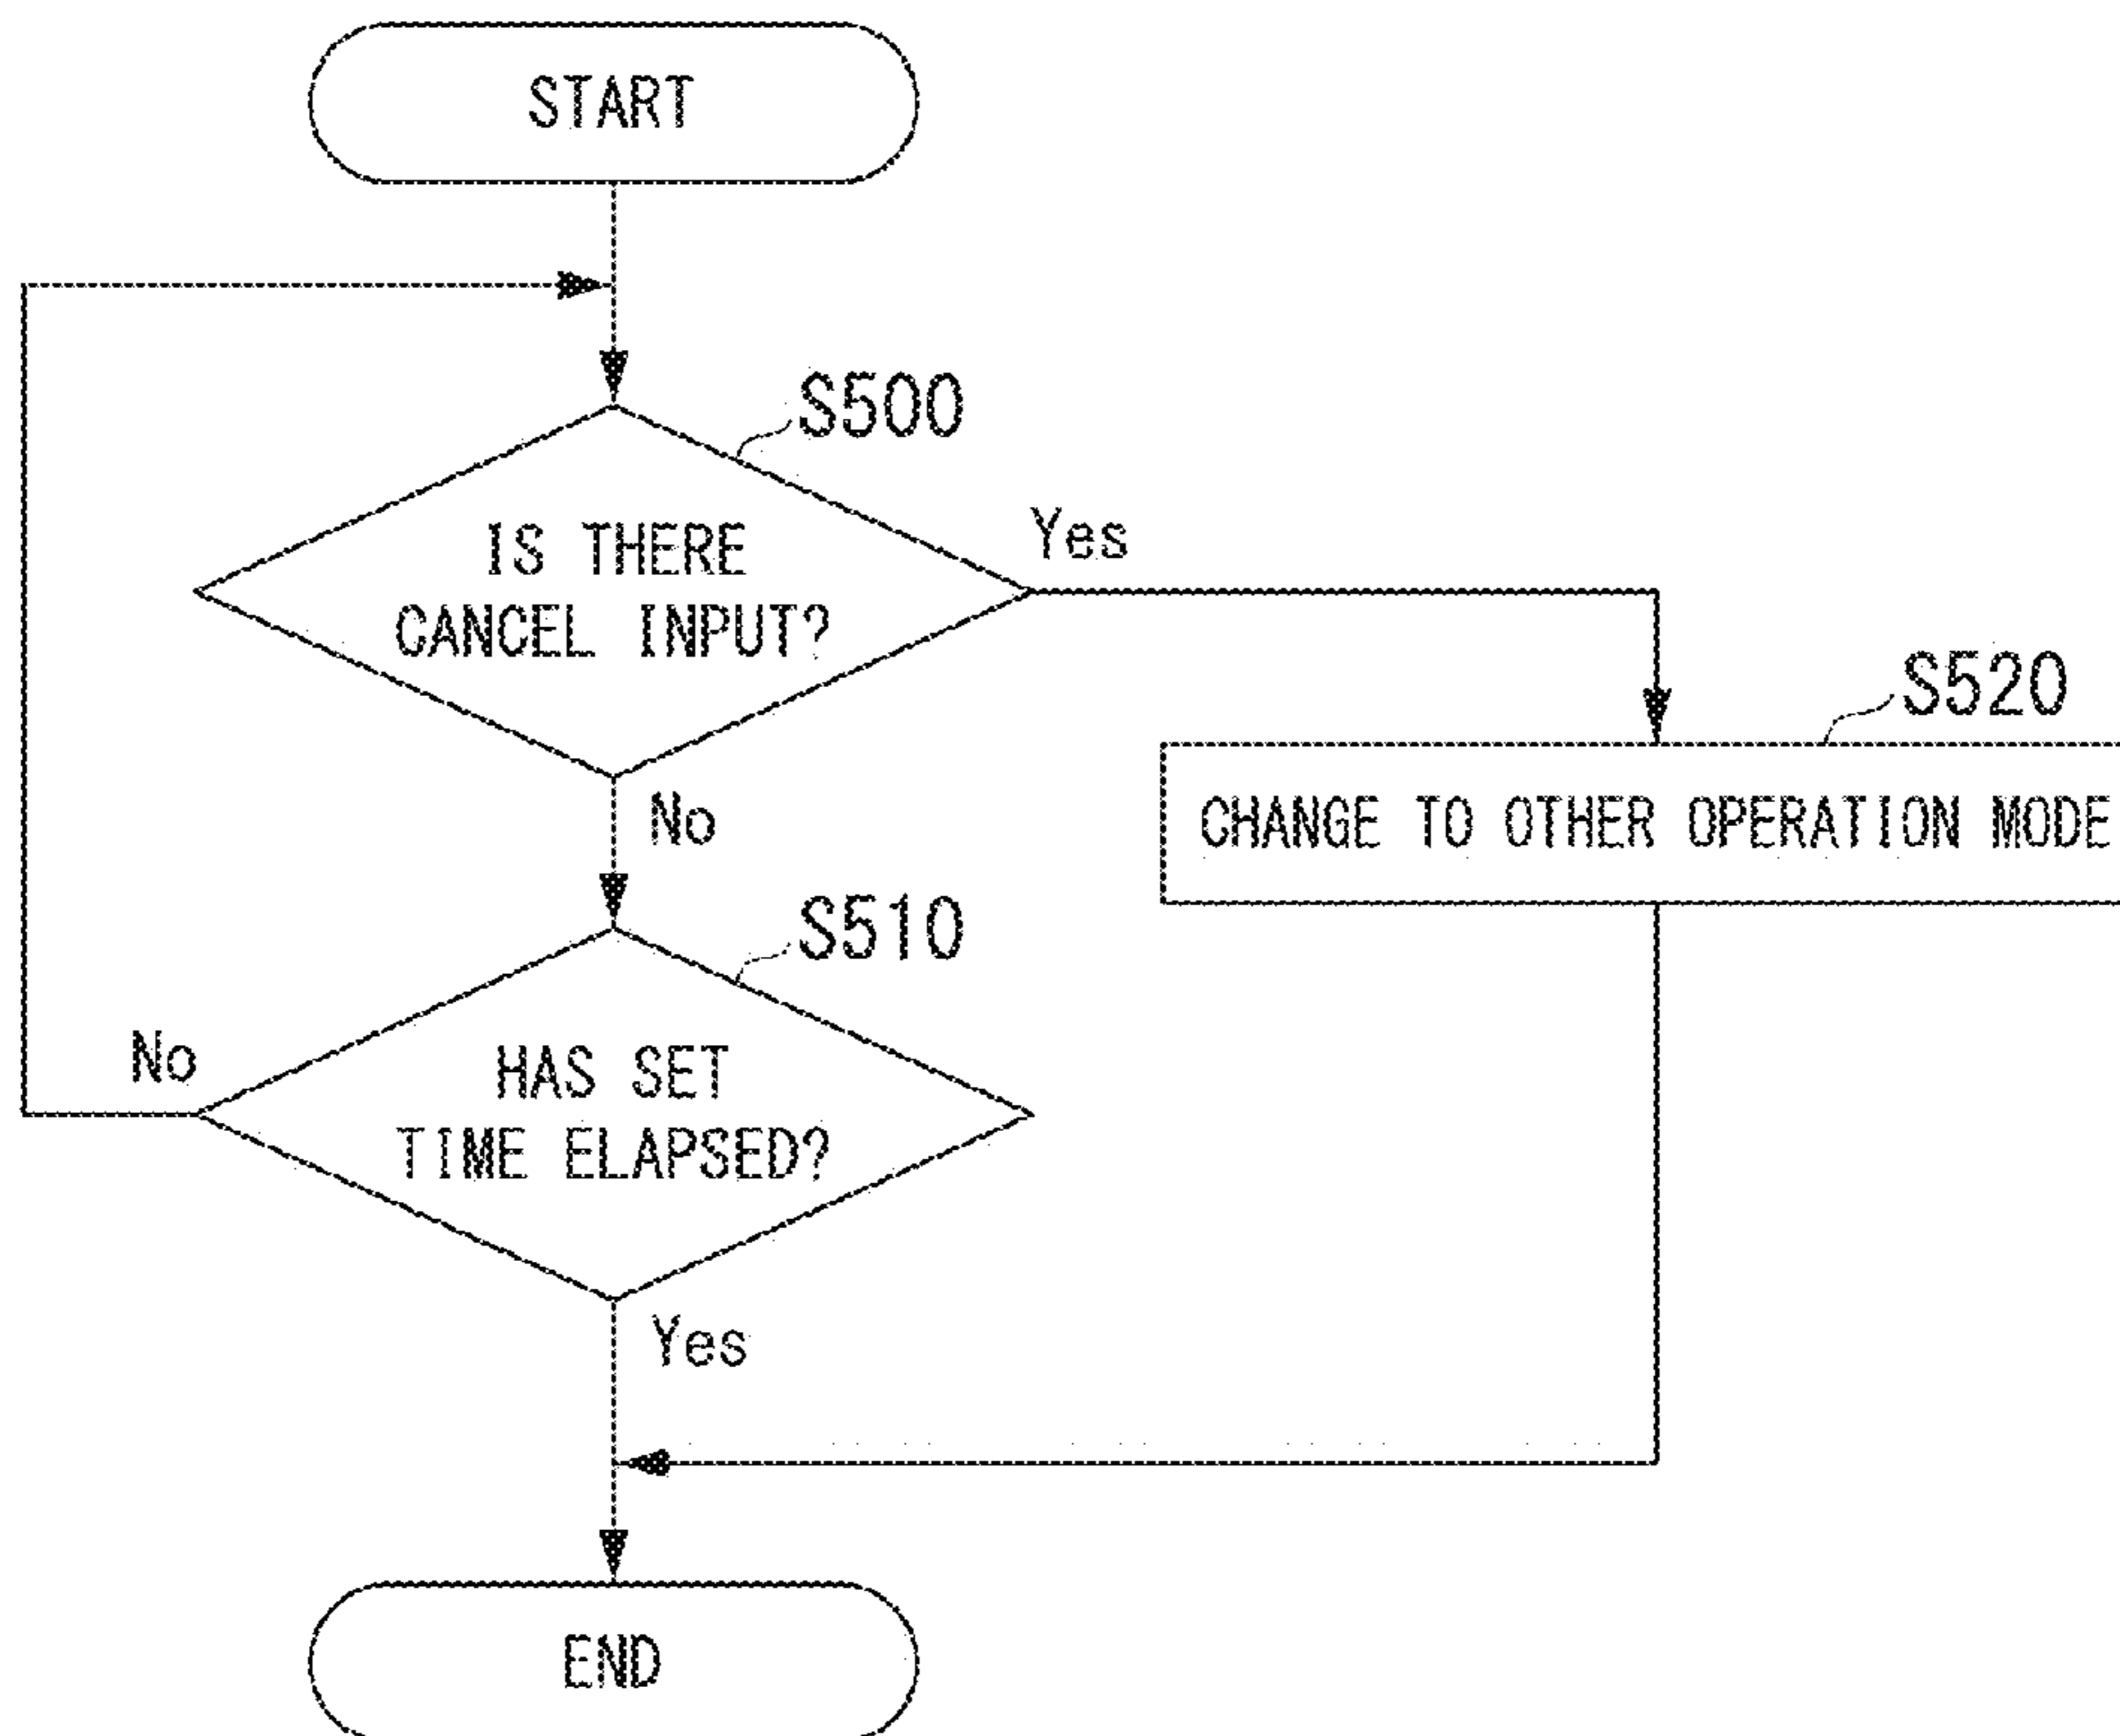 START
S500
IS THERE
CANCEL INPUT?
Yes
No
S520
CHANGE TO OTHER OPERATION MODE
S510
HAS SET
TIME ELAPSED?
No
Yes
END